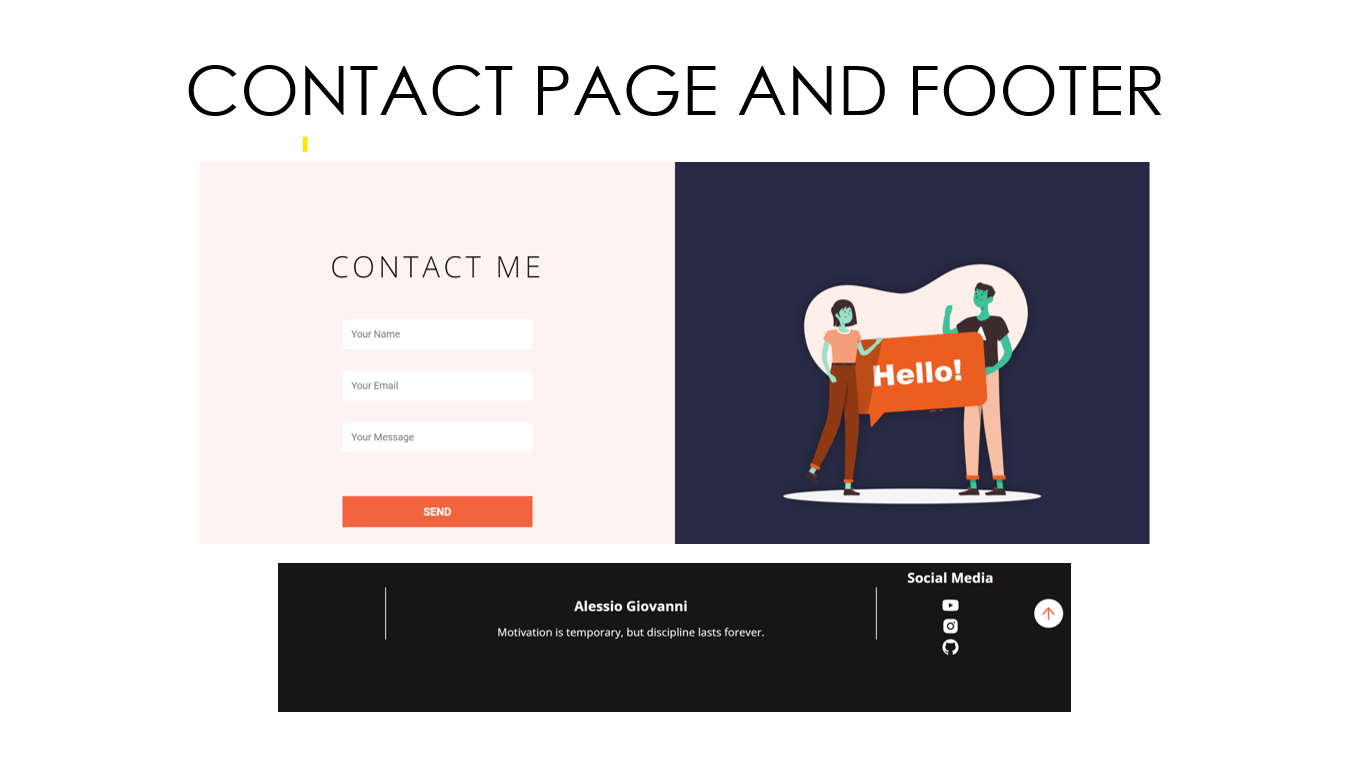 CONTACT PAGE AND FOOTER
CONTACT ME
Your Name
Your Email
Your Message
SEND
Hello!
Alessio Giovanni
Motivation is temporary, but discipline lasts forever.
Social Media